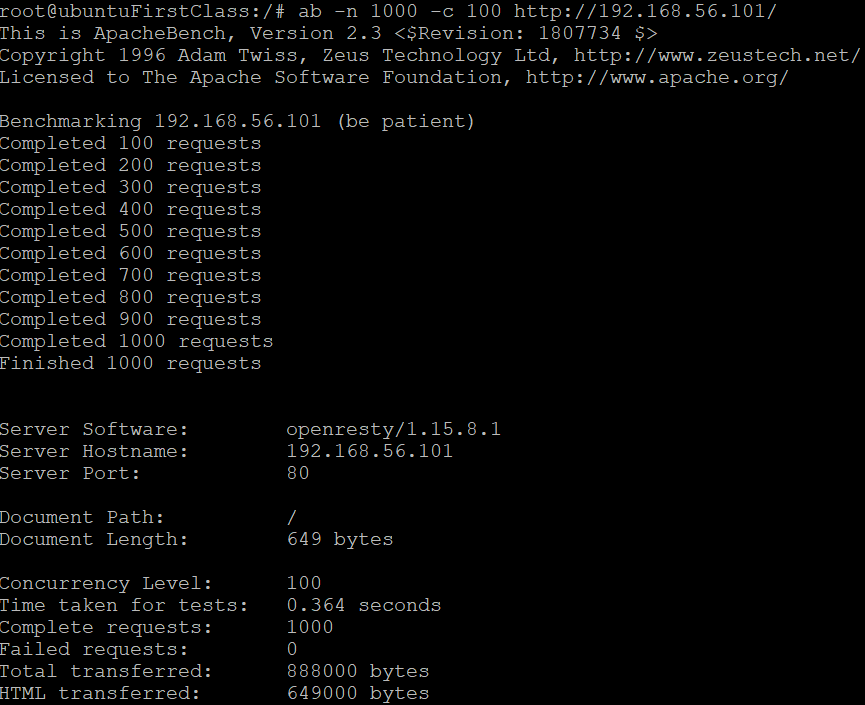 root@ubuntuFirstClass:/# ab -n 1000 -c 100 http://192.168.56.101/
This is ApacheBench, Version 2.3 <$Revision: 1807734 $>
Copyright 1996 Adam Twiss, Zeus Technology Ltd, http://www.zeustech.net/
Licensed to The Apache Software Foundation, http://www.apache.org/

Benchmarking 192.168.56.101 (be patient)
Completed 100 requests
Completed 200 requests
Completed 300 requests
Completed 400 requests
Completed 500 requests
Completed 600 requests
Completed 700 requests
Completed 800 requests
Completed 900 requests
Completed 1000 requests
Finished 1000 requests


Server Software:        openresty/1.15.8.1
Server Hostname:        192.168.56.101
Server Port:            80

Document Path:          /
Document Length:        649 bytes

Concurrency Level:      100
Time taken for tests:   0.364 seconds
Complete requests:      1000
Failed requests:        0
Total transferred:      888000 bytes
HTML transferred:       649000 bytes